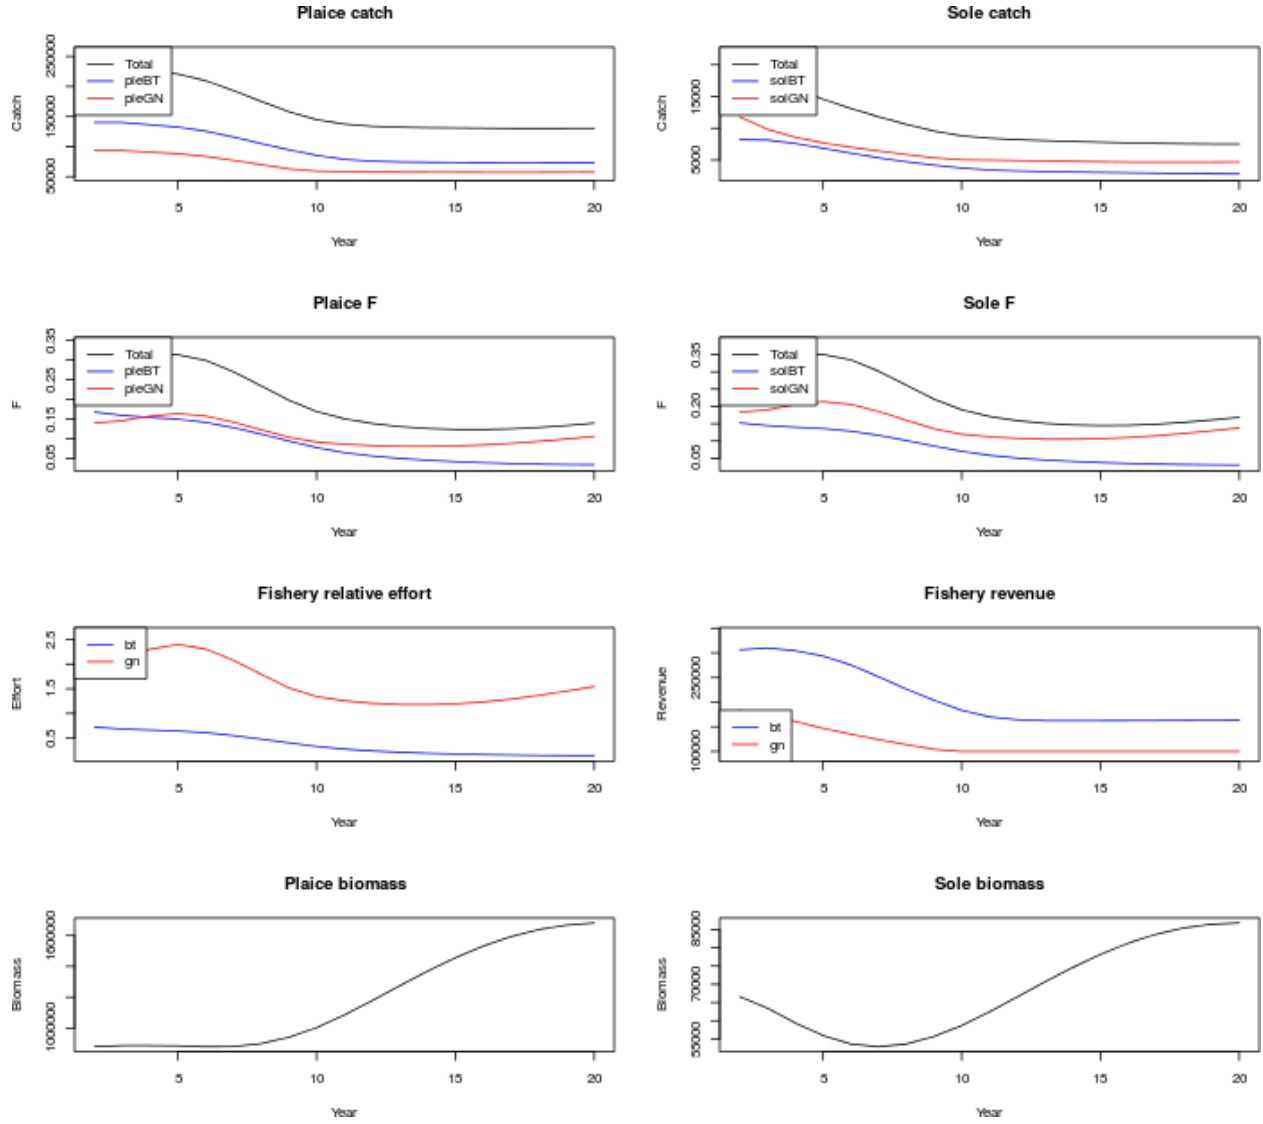 Plaice catch
250000
150000
50000
Catch
Total
pleBT
pleGN
5
10
15
20
Year
Sole catch
15000
5000
Catch
Total
solBT
solGN
5
10
15
20
Year
Plaice F
0.35
0.25
0.15
0.05
F
Total
pleBT
pleGN
5
10
15
20
Year
Sole F
0.35
0.20
0.05
F
Total
solBT
solGN
5
10
15
20
Year
Fishery relative effort
2.5
1.5
0.5
Effort
bt
gn
5
10
15
20
Year
Fishery revenue
250000
100000
Revenue
bt
gn
5
10
15
20
Year
Plaice biomass
1600000
1000000
Biomass
5
10
15
20
Year
Sole biomass
85000
70000
55000
Biomass
5
10
15
20
Year